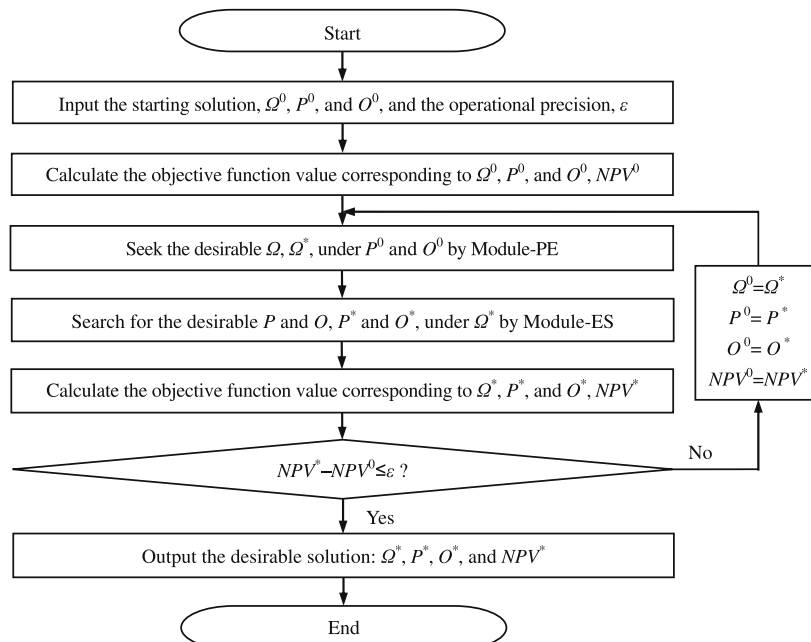 Start
Input the starting solution, Ω⁰, P⁰, and O⁰, and the operational precision, ε
Calculate the objective function value corresponding to Ω⁰, P⁰, and O⁰, NPV⁰
Seek the desirable Ω, Ω*, under P⁰ and O⁰ by Module-PE
Search for the desirable P and O, P* and O*, under Ω* by Module-ES
Calculate the objective function value corresponding to Ω*, P*, and O*, NPV*
NPV*–NPV⁰≤ε ?
No
Ω⁰=Ω*
P⁰=P*
O⁰=O*
NPV⁰=NPV*
Yes
Output the desirable solution: Ω*, P*, O*, and NPV*
End